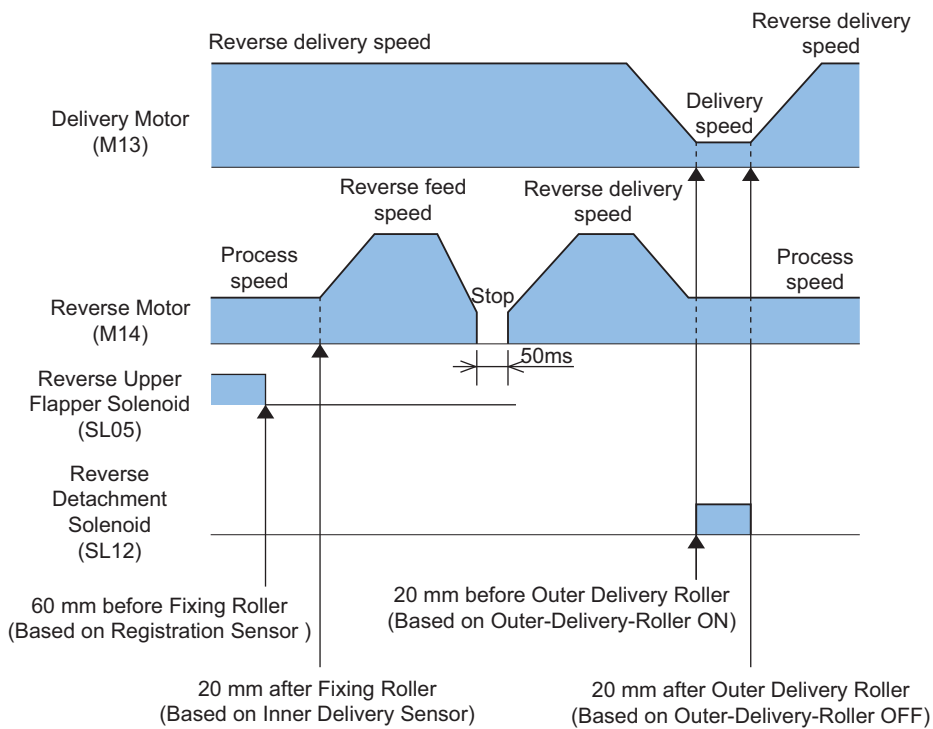 Reverse delivery speed
Reverse delivery
speed
Delivery Motor
(M13)
Delivery
speed
Reverse feed
speed
Reverse delivery
speed
Process
speed
Process
speed
Reverse Motor
(M14)
Stop
50ms
Reverse Upper
Flapper Solenoid
(SL05)
Reverse
Detachment
Solenoid
(SL12)
60 mm before Fixing Roller
(Based on Registration Sensor )
20 mm before Outer Delivery Roller
(Based on Outer-Delivery-Roller ON)
20 mm after Fixing Roller
(Based on Inner Delivery Sensor)
20 mm after Outer Delivery Roller
(Based on Outer-Delivery-Roller OFF)